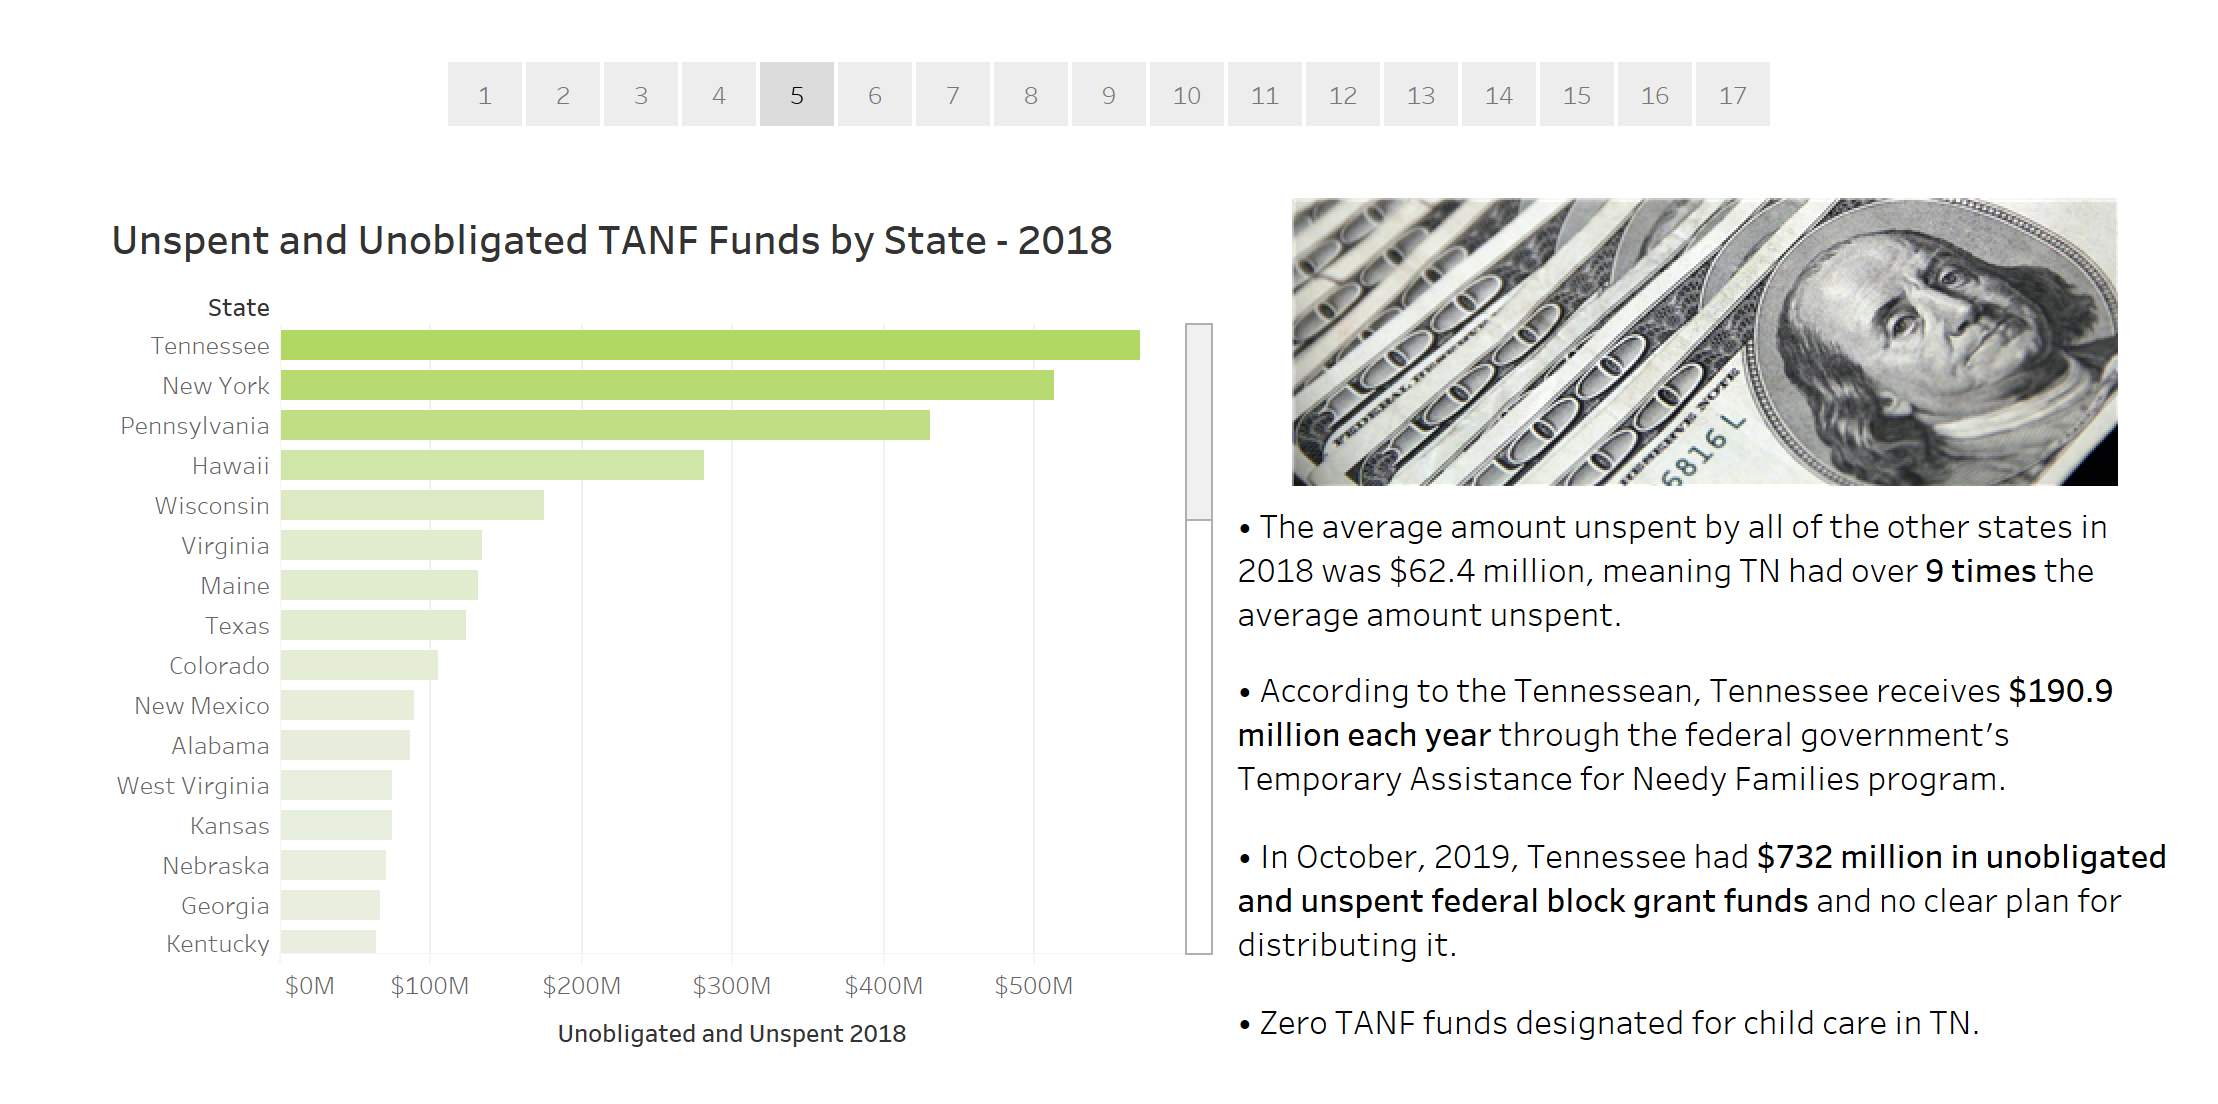 1 2 3 4 5 6 7 8 9 10 11 12 13 14 15 16 17
Unspent and Unobligated TANF Funds by State - 2018
State
Tennessee
New York
Pennsylvania
Hawaii
Wisconsin
Virginia
Maine
Texas
Colorado
New Mexico
Alabama
West Virginia
Kansas
Nebraska
Georgia
Kentucky
$0M $100M $200M $300M $400M $500M
Unobligated and Unspent 2018
FEDERAL RESERVE
RESERVE NOTE
6816 L
• The average amount unspent by all of the other states in
2018 was $62.4 million, meaning TN had over 9 times the
average amount unspent.
• According to the Tennessean, Tennessee receives $190.9
million each year through the federal government’s
Temporary Assistance for Needy Families program.
• In October, 2019, Tennessee had $732 million in unobligated
and unspent federal block grant funds and no clear plan for
distributing it.
• Zero TANF funds designated for child care in TN.